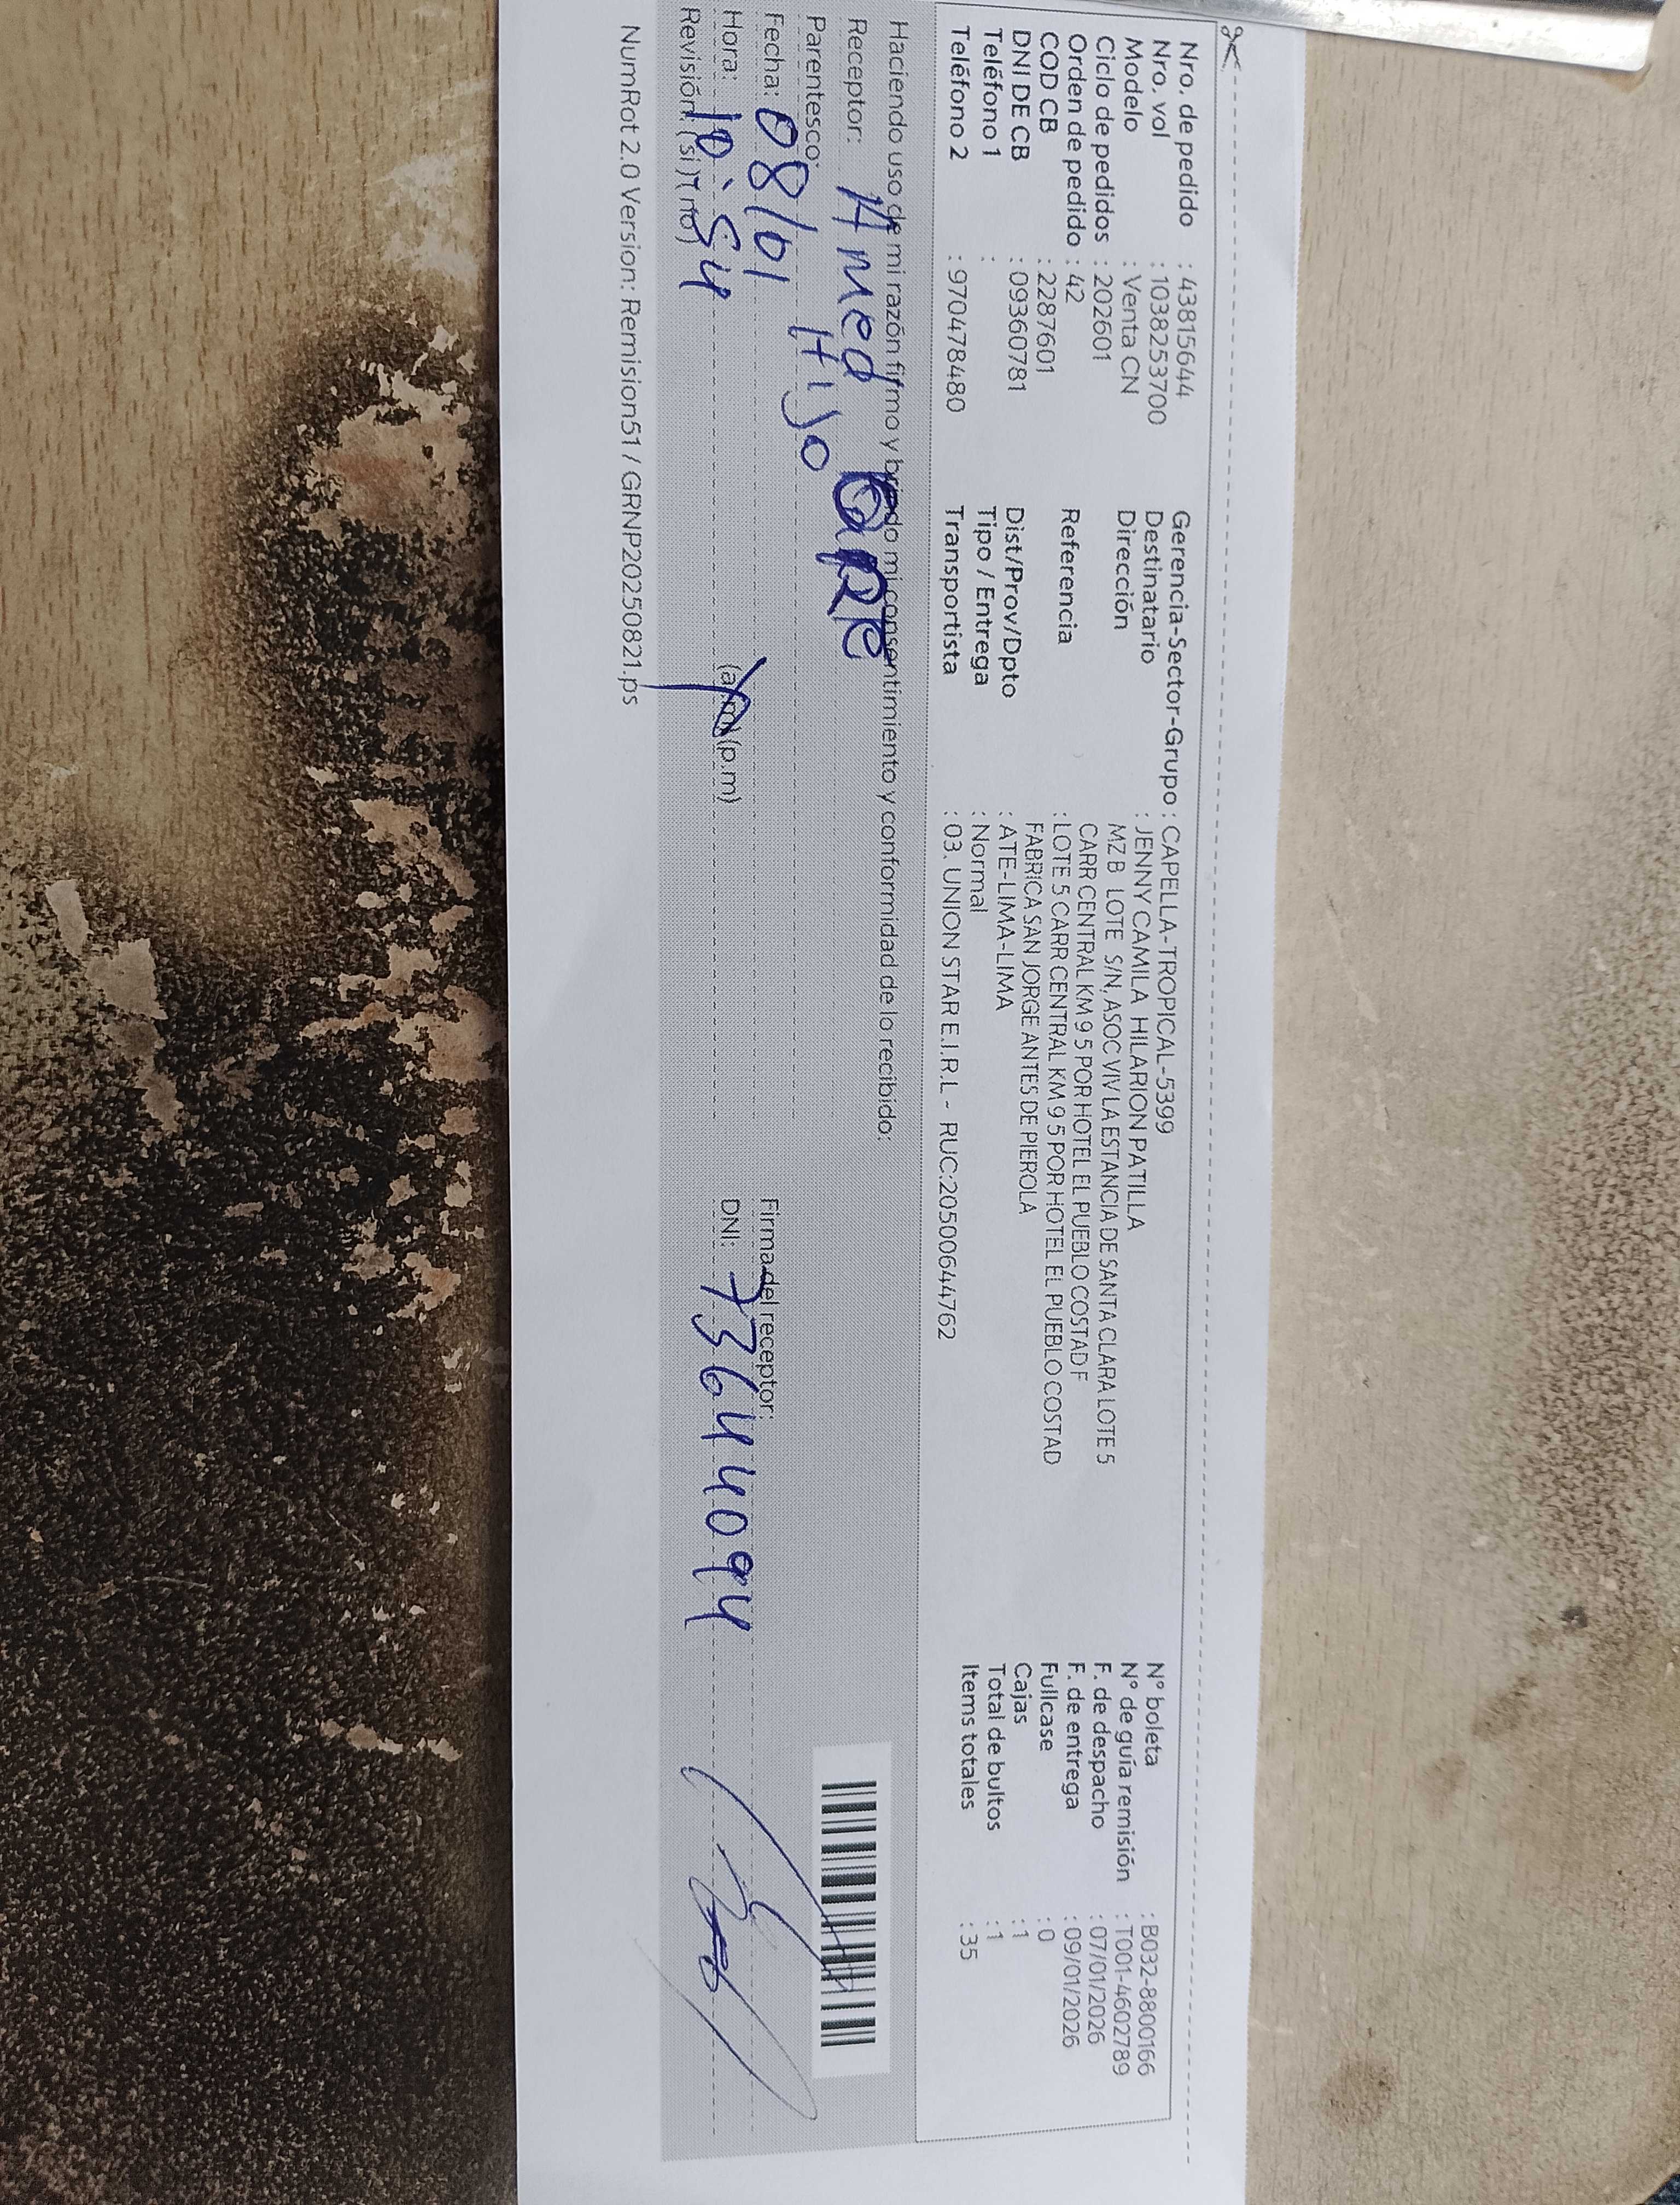 Nro. de pedido : 43815644
Nro. vol : 1038253700
Modelo : Venta CN
Ciclo de pedidos : 202601
Orden de pedido : 42
COD CB : 2287601
DNI DE CB : 09360781
Teléfono 1 :
Teléfono 2 : 970478480
Gerencia-Sector-Grupo : CAPELLA-TROPICAL-5399
Destinatario : JENNY CAMILA HILARION PATILLA
Dirección MZ B LOTE S/N, ASOC VIV LA ESTANCIA DE SANTA CLARA LOTE 5
CARR CENTRAL KM 9 5 POR HOTEL EL PUEBLO COSTAD F
Referencia : LOTE 5 CARR CENTRAL KM 9 5 POR HOTEL EL PUEBLO COSTAD
FABRICA SAN JORGE ANTES DE PIEROLA
Dist/Prov/Dpto : ATE-LIMA-LIMA
Tipo / Entrega : Normal
Transportista : 03. UNION STAR E.I.R.L - RUC:20500644762
N° boleta : B032-8800166
N° de guía remisión : T001-4602789
F. de despacho : 07/01/2026
F. de entrega : 09/01/2026
Fullcase : 0
Cajas : 1
Total de bultos : 1
Items totales : 35
Haciendo uso de mi razón firmo y brindo mi consentimiento y conformidad de lo recibido:
Receptor: Amed
Parentesco: Hijo
Fecha: 08/01
Firma del receptor:
Hora: 10:54 (a.m) (p.m)
DNI: 73644094
Revisión: ( si ) ( no )
NumRot 2.0 Version: Remision51 / GRNP20250821.ps